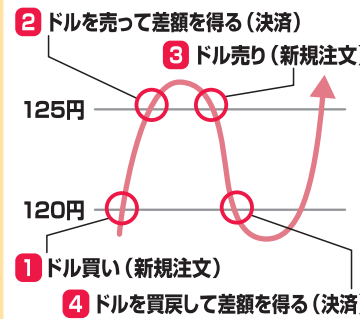 2 ドルを売って差額を得る（決済）
3 ドル売り（新規注文）
125円
120円
1 ドル買い（新規注文）
4 ドルを買戻して差額を得る（決済）